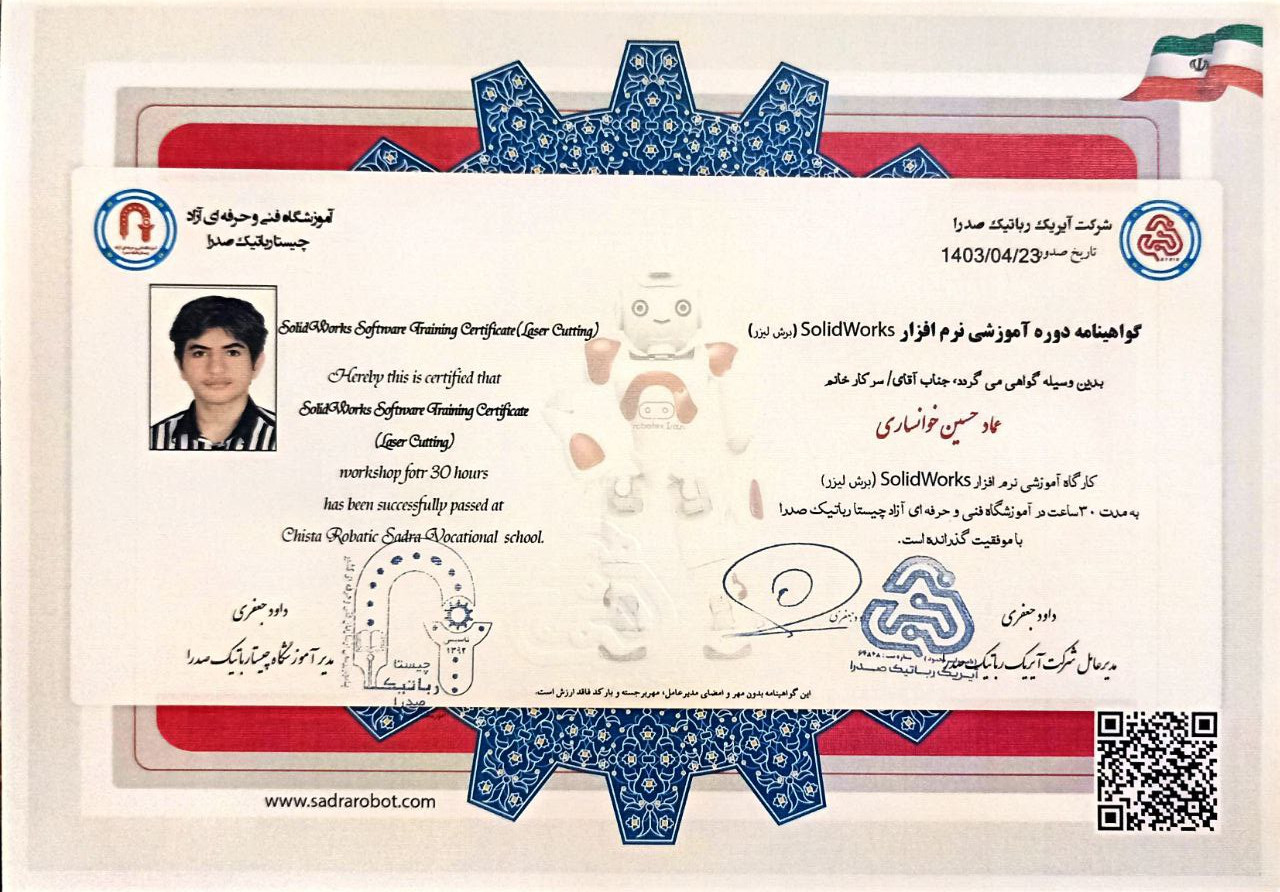 شرکت آیریک رباتیک صدرا
تاریخ صدور 1403/04/23
آموزشگاه فنی و حرفه ای آزاد
چیستا رباتیک صدرا
گواهینامه دوره آموزشی نرم افزار SolidWorks (برش لیزر)
بدین وسیله گواهی می گردد، جناب آقای/ سرکار خانم
عماد حسین خوانساری
کارگاه آموزشی نرم افزار SolidWorks (برش لیزر)
به مدت ۳۰ ساعت در آموزشگاه فنی و حرفه ای آزاد چیستا رباتیک صدرا
با موفقیت گذرانده است.
داود جعفری
مدیر عامل شرکت آیریک رباتیک صدرا
آیریک رباتیک صدرا
SolidWorks Software Training Certificate (Laser Cutting)
Hereby this is certified that
SolidWorks Software Training Certificate
(Laser Cutting)
workshop fotr 30 hours
has been successfully passed at
Chista Robatic Sadra Vocational school.
داود جعفری
مدیر آموزشگاه چیستا رباتیک صدرا
تاسیس
۱۳۹۲
چیستا
رباتیک
صدرا
این گواهینامه بدون مهر و امضای مدیرعامل، مهر برجسته و بارکد فاقد ارزش است.
www.sadrarobot.com